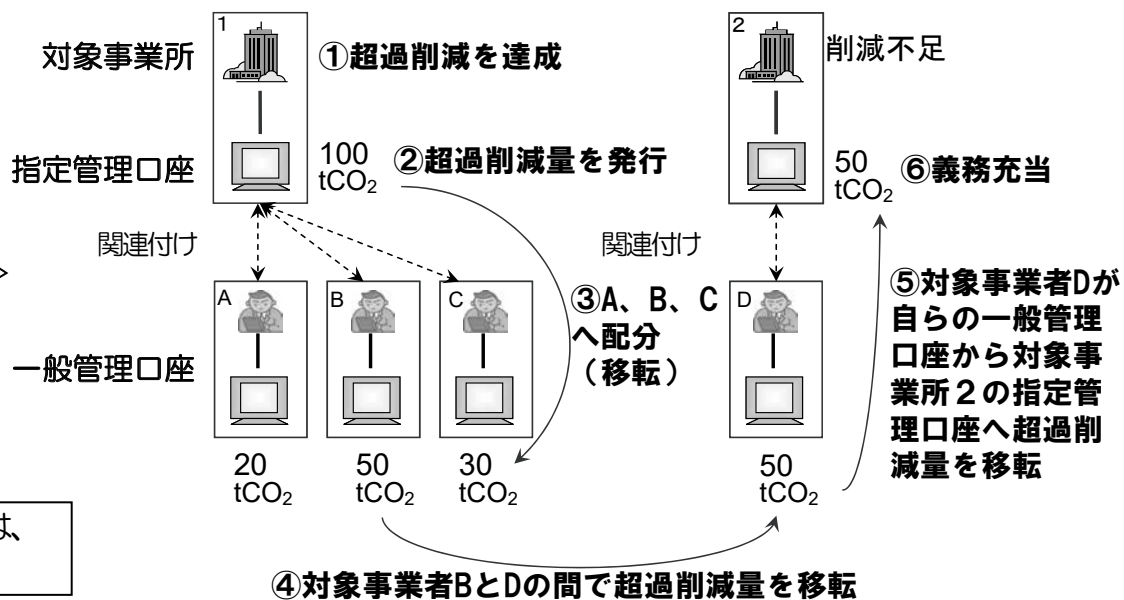 1
対象事業所
①超過削減を達成
2
削減不足
指定管理口座
100
tCO₂
②超過削減量を発行
50
tCO₂
⑥義務充当
関連付け
関連付け
A
B
C
③A、B、C
へ配分
（移転）
D
⑤対象事業者Dが
自らの一般管理
口座から対象事
業所２の指定管
理口座へ超過削
減量を移転
一般管理口座
20
tCO₂
50
tCO₂
30
tCO₂
50
tCO₂
は、
④対象事業者BとDの間で超過削減量を移転